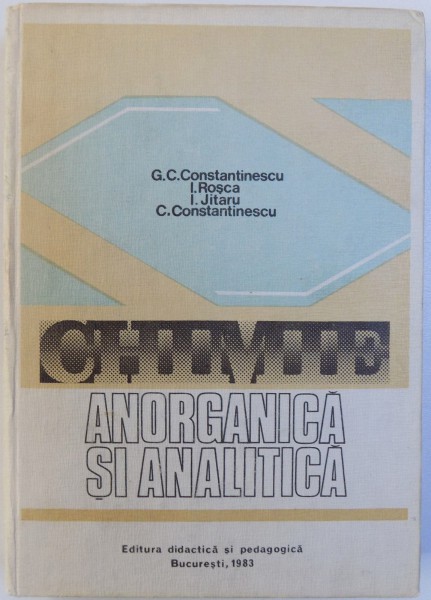 G.C.Constantinescu
I.Roşca
I. Jitaru
C.Constantinescu
CHIMIE
ANORGANICĂ
ŞI ANALITICĂ
Editura didactică şi pedagogică
Bucureşti, 1983